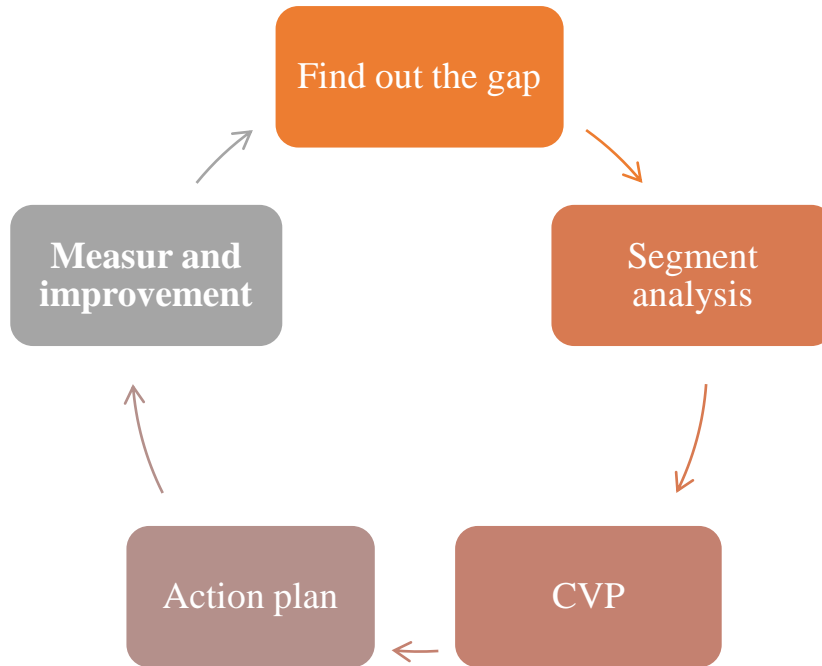 Find out the gap
Segment
analysis
CVP
Action plan
Measur and
improvement